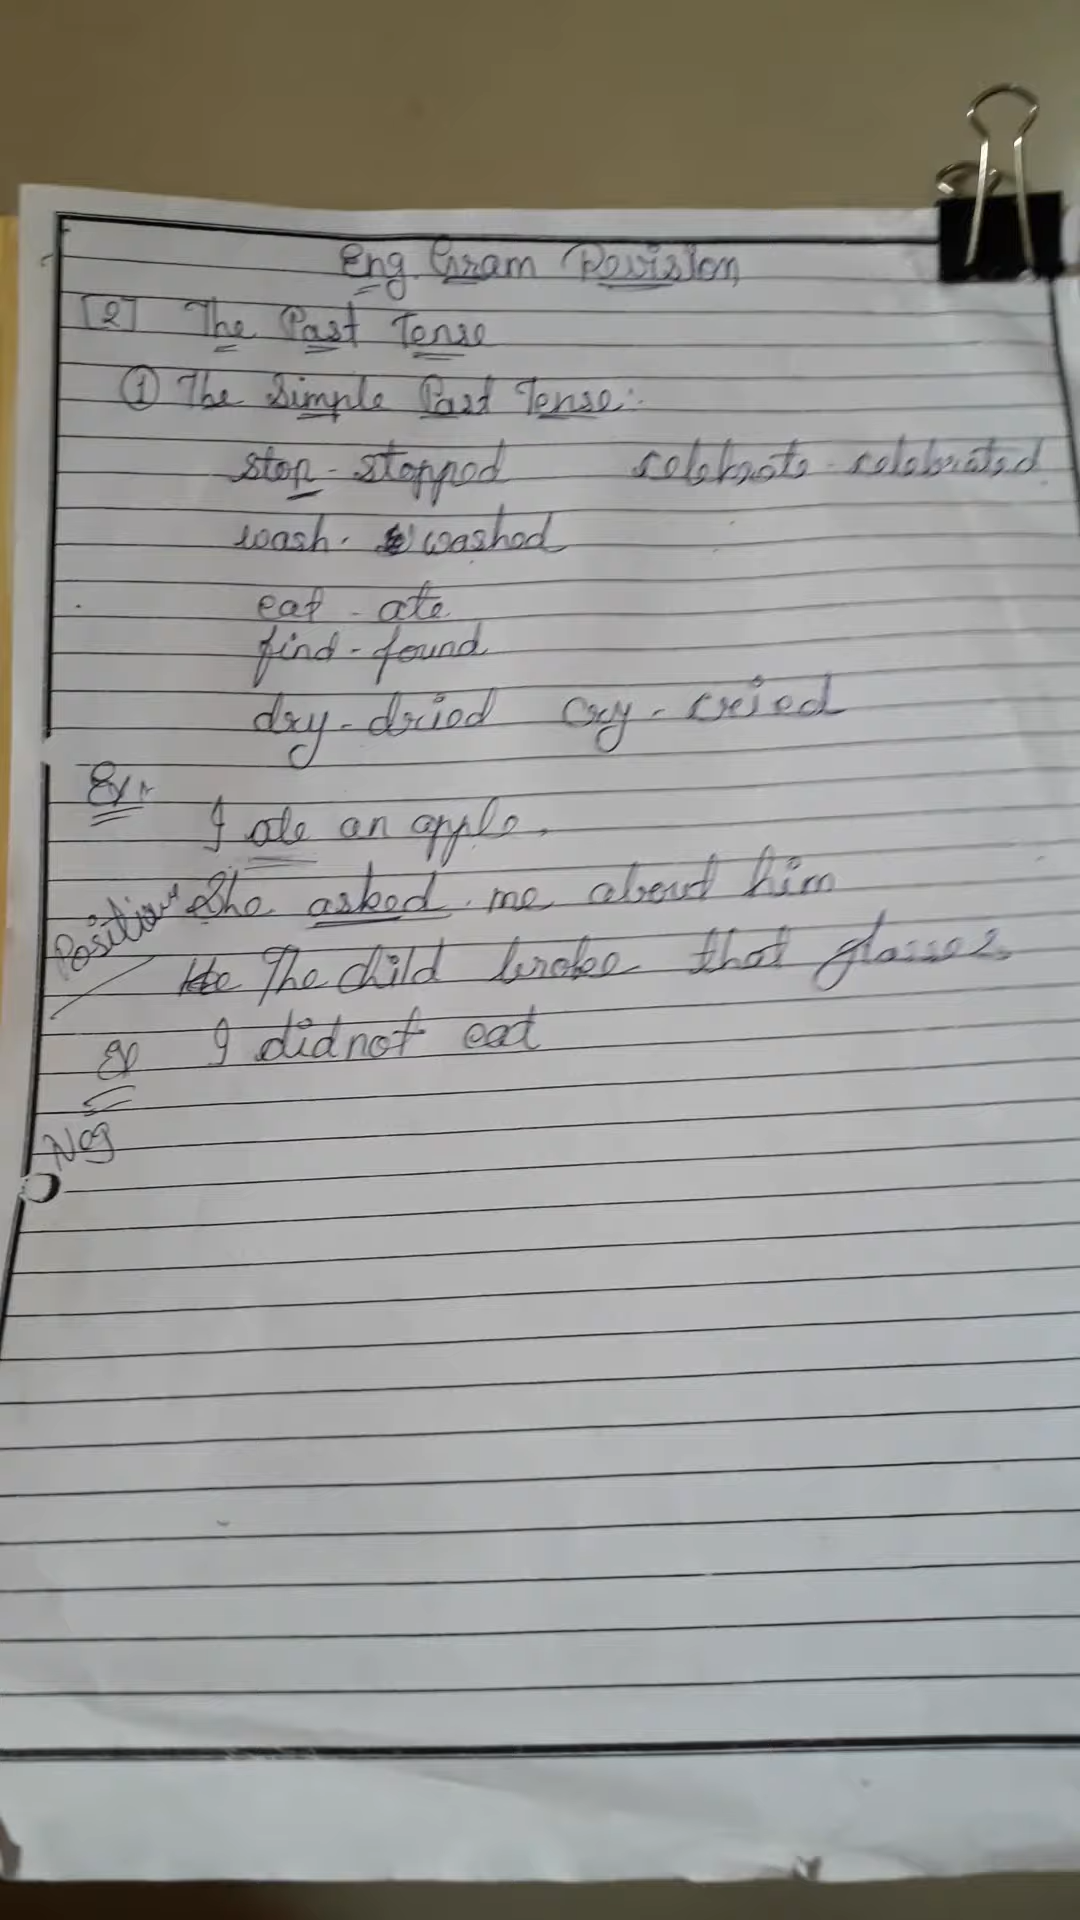 Eng. Gram Revision
[2] The Past Tense
① The Simple Past Tense:
stop - stopped celebrate - celebrated
wash - washed
eat - ate
find - found
dry - dried cry - cried
Ex:
I ate an apple.
Positive She asked me about him
The child broke that glasses.
Ex I did not eat
Neg